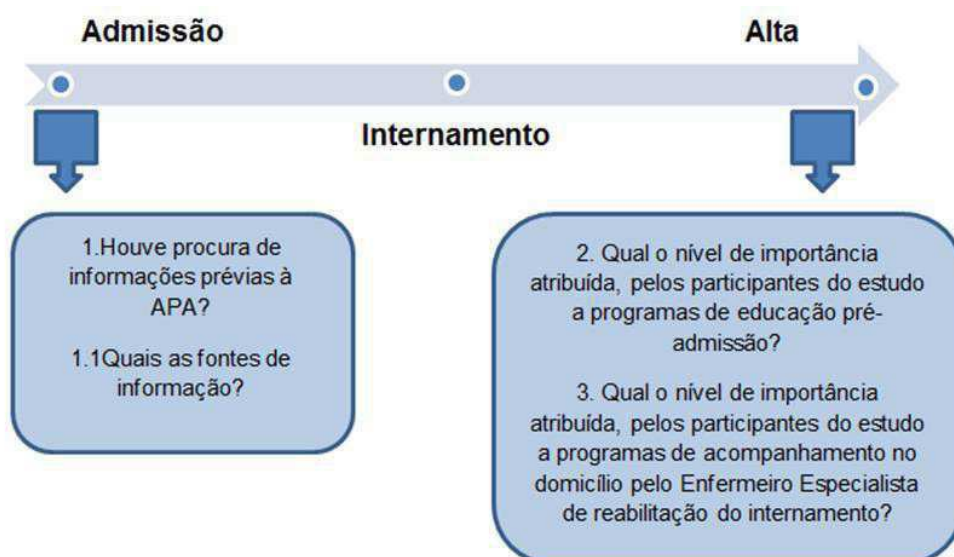 Admissão
Alta
Internamento
1.Houve procura de
informações prévias à
APA?
1.1Quais as fontes de
informação?
2. Qual o nível de importância
atribuída, pelos participantes do estudo
a programas de educação pré-
admissão?
3. Qual o nível de importância
atribuída, pelos participantes do estudo
a programas de acompanhamento no
domicílio pelo Enfermeiro Especialista
de reabilitação do internamento?